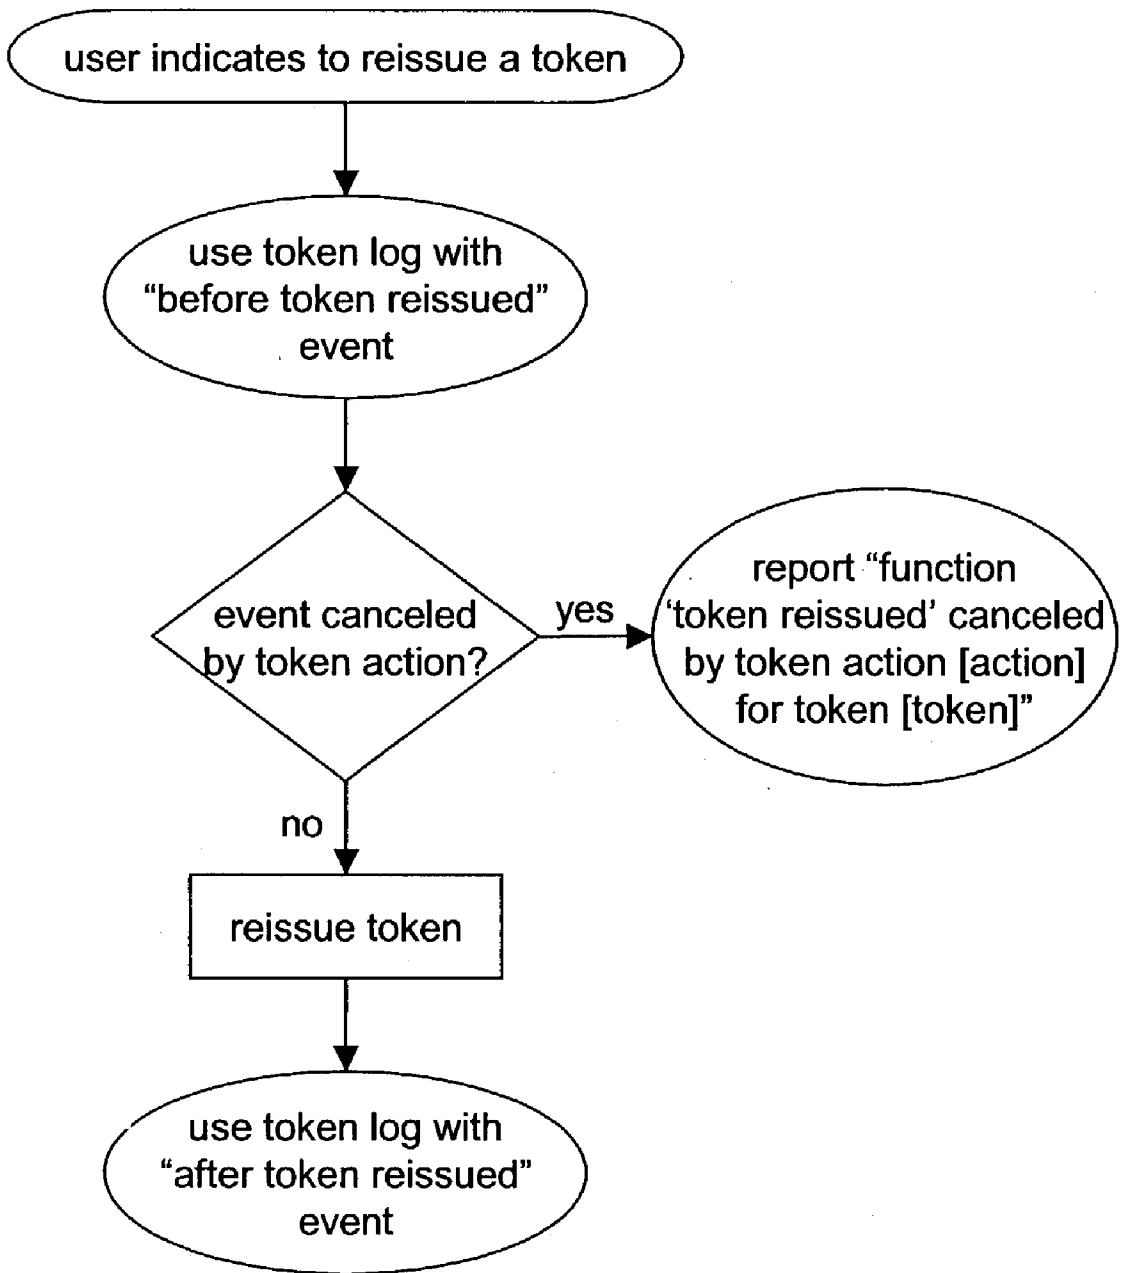 user indicates to reissue a token
use token log with
“before token reissued”
event
event canceled
by token action?
yes
report “function
‘token reissued’ canceled
by token action [action]
for token [token]”
no
reissue token
use token log with
“after token reissued”
event